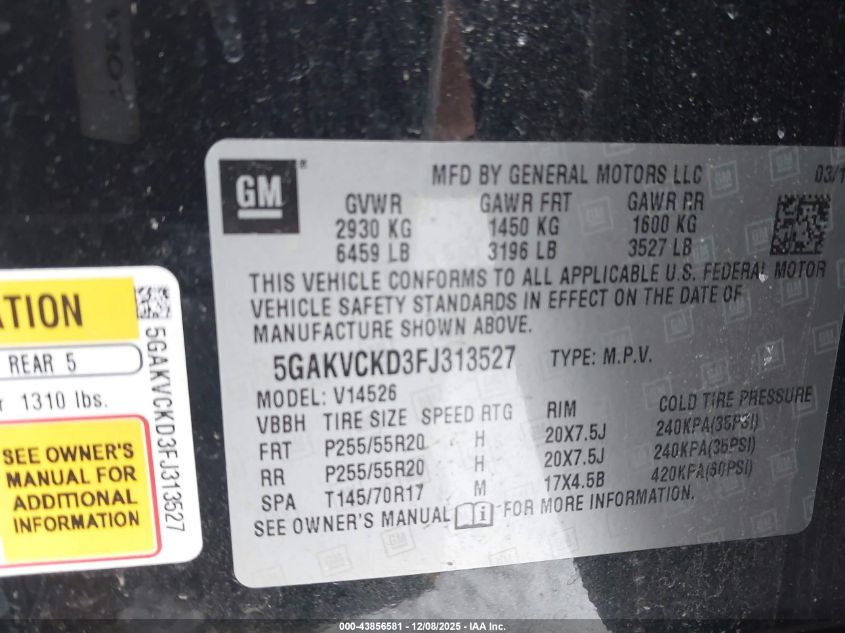 GM
MFD BY GENERAL MOTORS LLC 03/1
GVWR GAWR FRT GAWR RR
2930 KG 1450 KG 1600 KG
6459 LB 3196 LB 3527 LB
THIS VEHICLE CONFORMS TO ALL APPLICABLE U.S. FEDERAL MOTOR
VEHICLE SAFETY STANDARDS IN EFFECT ON THE DATE OF
MANUFACTURE SHOWN ABOVE.
5GAKVCKD3FJ313527 TYPE: M.P.V.
MODEL: V14526
VBBH TIRE SIZE SPEED RTG RIM COLD TIRE PRESSURE
FRT P255/55R20 H 20X7.5J 240KPA(35PSI)
RR P255/55R20 H 20X7.5J 240KPA(35PSI)
SPA T145/70R17 M 17X4.5B 420KPA(60PSI)
SEE OWNER'S MANUAL FOR MORE INFORMATION.
ATION
REAR 5
r 1310 lbs.
SEE OWNER'S
MANUAL FOR
ADDITIONAL
INFORMATION
5GAKVCKD3FJ313527
000-43856581 - 12/08/2025 - IAA Inc.